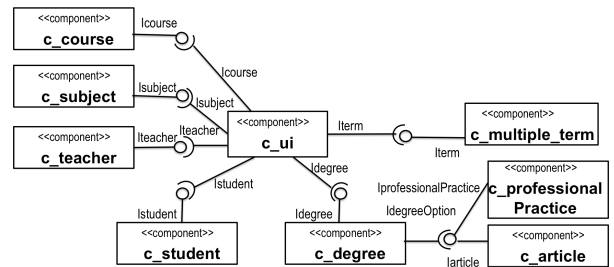 <<component>>
c_course
Icourse
Icourse
<<component>>
c_subject
Isubject
Isubject
<<component>>
c_teacher
Iteacher
Iteacher
<<component>>
c_ui
Iterm
Iterm
<<component>>
c_multiple_term
Istudent
Istudent
<<component>>
c_student
Idegree
Idegree
<<component>>
c_degree
IprofessionalPractice
IdegreeOption
<<component>>
c_professional
Practice
Iarticle
<<component>>
c_article